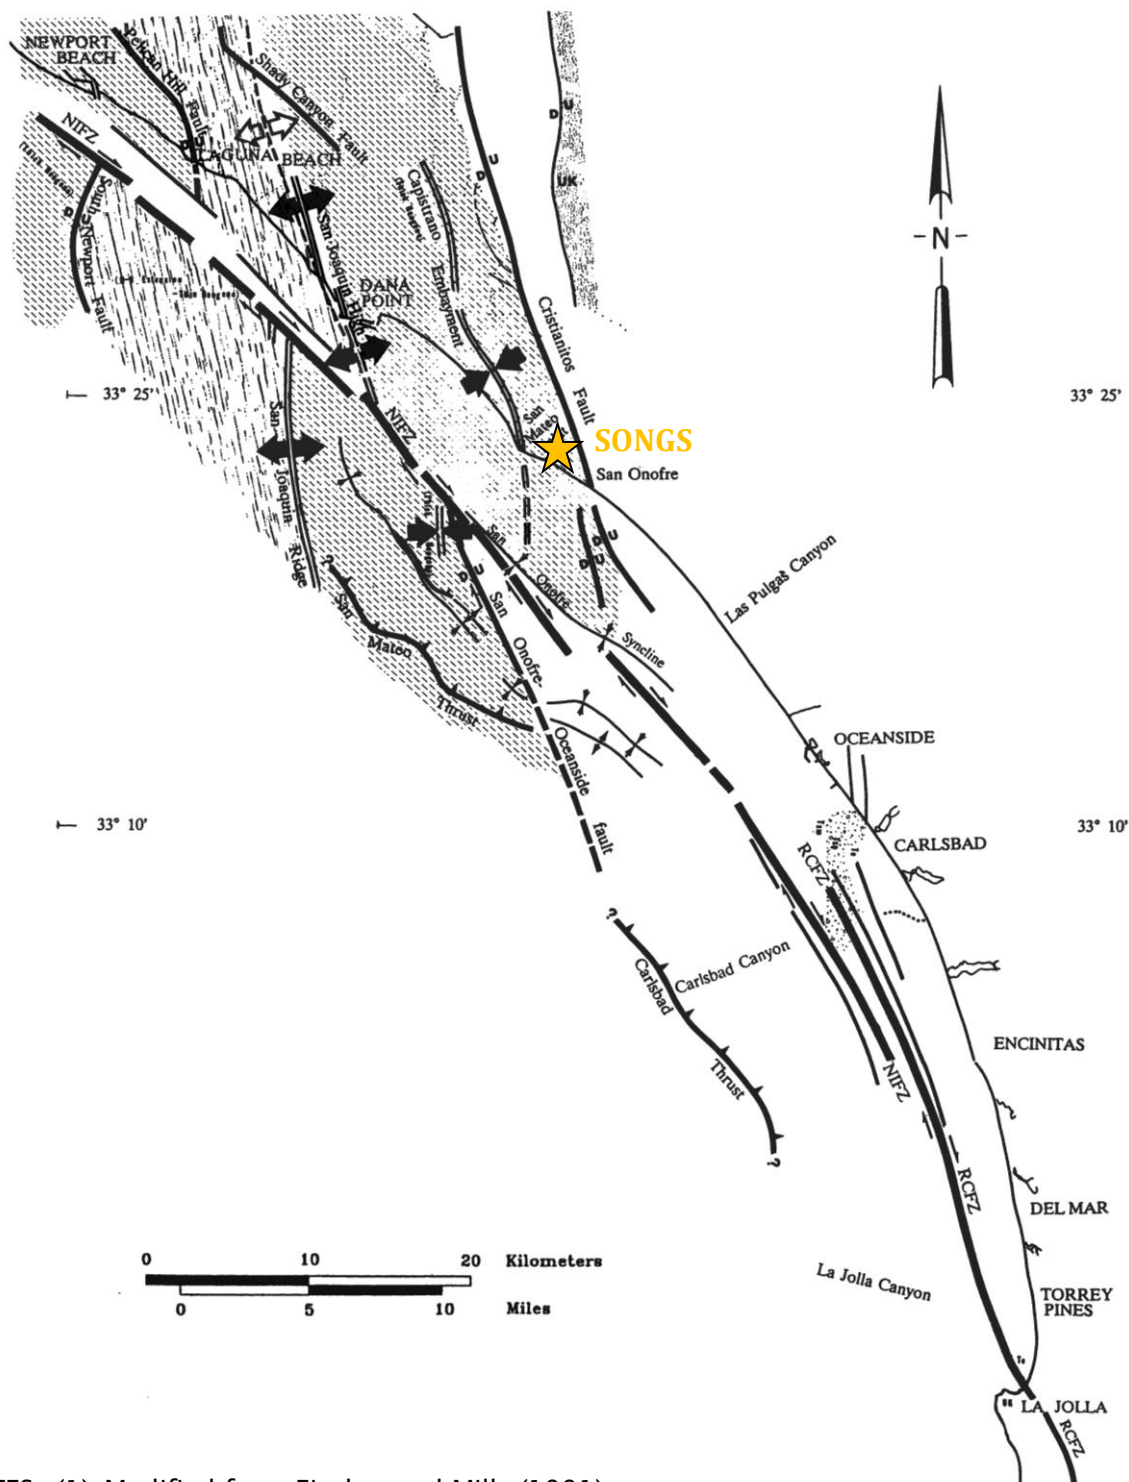 NEWPORT
BEACH
Pelican Hill Fault
Shady Canyon Fault
NIFZ
LAGUNA BEACH
D
U
U
D
D
U
UK
South Newport Fault
D
Capistrano
Embayment
San Joaquin High
DANA
POINT
Cristianitos Fault
N
33° 25'
33° 25'
NIFZ
San
Mateo
SONGS
San Onofre
San Joaquin Ridge
San Onofre Syncline
D
U
D
U
D
U
Las Pulgas Canyon
?
San Mateo Thrust
San Onofre-Oceanside fault
OCEANSIDE
33° 10'
33° 10'
CARLSBAD
RCFZ
?
Carlsbad Canyon
Carlsbad Thrust
ENCINITAS
NIFZ
?
RCFZ
DEL MAR
0 10 20 Kilometers
0 5 10 Miles
La Jolla Canyon
TORREY
PINES
LA JOLLA
RCFZ